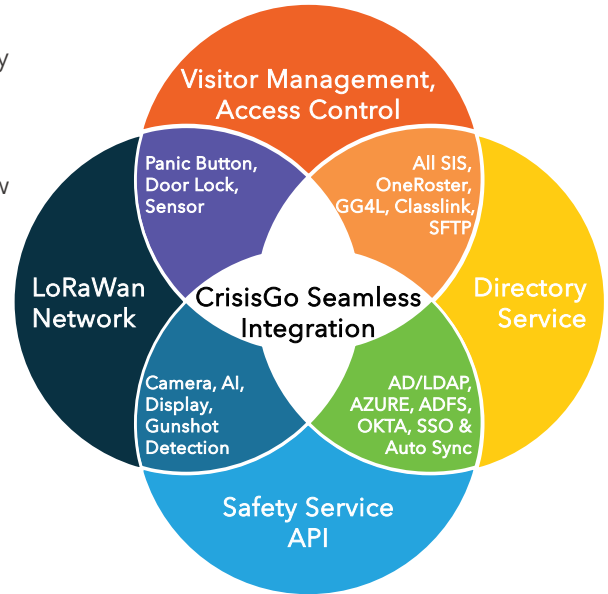 y
w
Visitor Management,
Access Control
Panic Button,
Door Lock,
Sensor
All SIS,
OneRoster,
GG4L, Classlink,
SFTP
LoRaWan
Network
CrisisGo Seamless
Integration
Directory
Service
Camera, AI,
Display,
Gunshot
Detection
AD/LDAP,
AZURE, ADFS,
OKTA, SSO &
Auto Sync
Safety Service
API